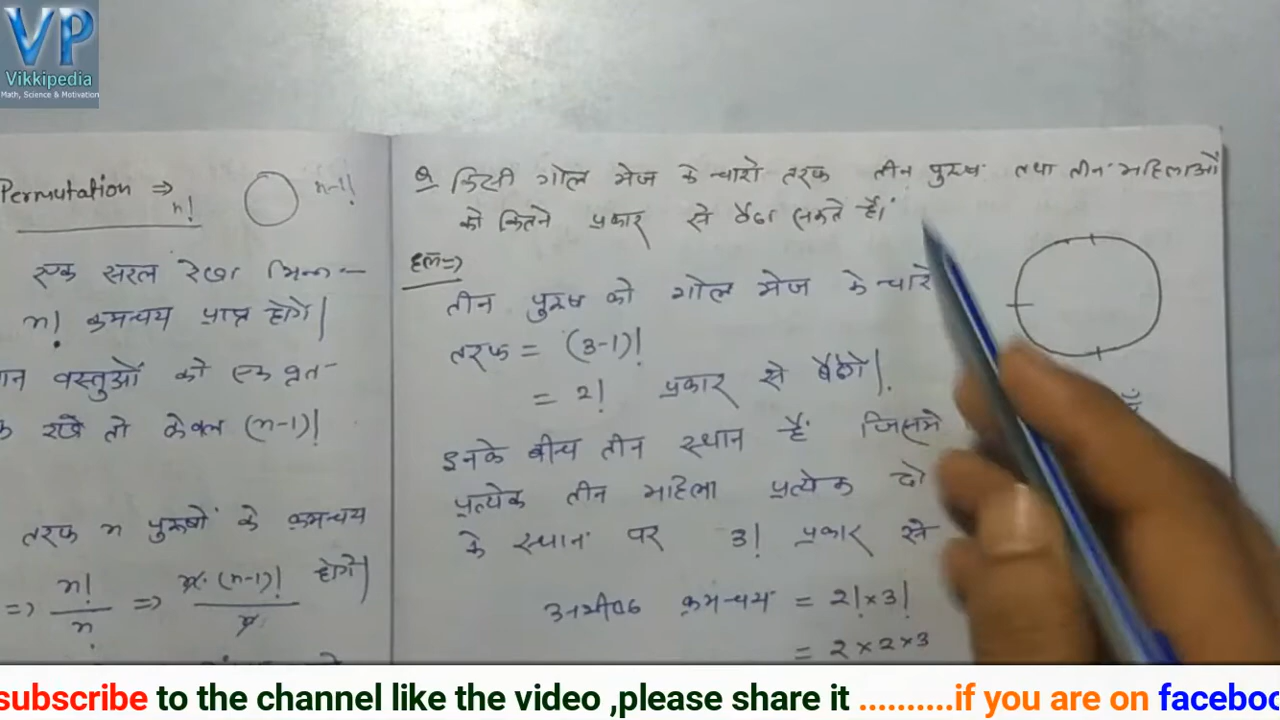 VP
Vikkipedia
Math, Science & Motivation
Permutation ⇒ n! n-1!
एक सरल रेखा भिन्न-
n! क्रमचय प्राप्त होंगे|
वस्तुओं को एक वृत-
रखे तो केवल (n-1)!
तरफ n पुरुषों के क्रमचय
⇒ n!/n ⇒ n.(n-1)!/n होंगे|
Q किसी गोल मेज के चारो तरफ तीन पुरुष तथा तीन महिलाओं
को कितने प्रकार से बैठा सकते हैं।
हल⇒
तीन पुरुष को गोल मेज के चारो
तरफ = (3-1)!
= 2! प्रकार से बैठेगे|.
इनके बीच तीन स्थान हैं जिसमे
प्रत्येक तीन महिला प्रत्येक दो
के स्थान पर 3! प्रकार से
अभीष्ठ क्रमचय = 2!×3!
= 2×2×3
subscribe to the channel like the video ,please share it ..........if you are on faceboo